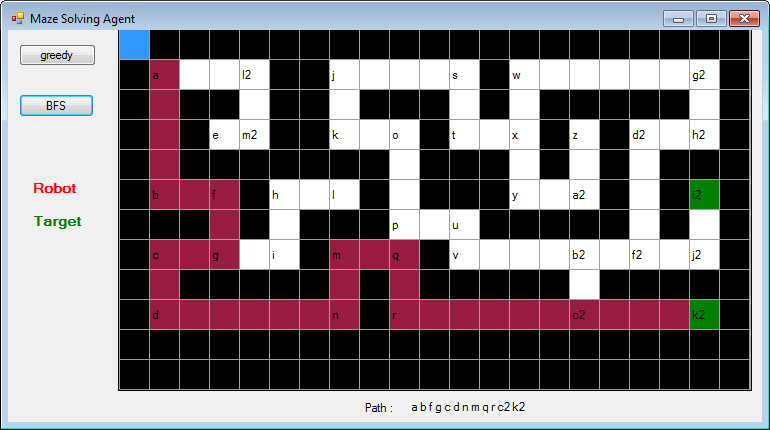 Maze Solving Agent
greedy
BFS
Robot
Target
a l2 j s w g2
e m2 k o t x z d2 h2
b f h l y a2 i2
p u
c g i m q v b2 f2 j2
d n r c2 k2
Path : a b f g c d n m q r c2 k2